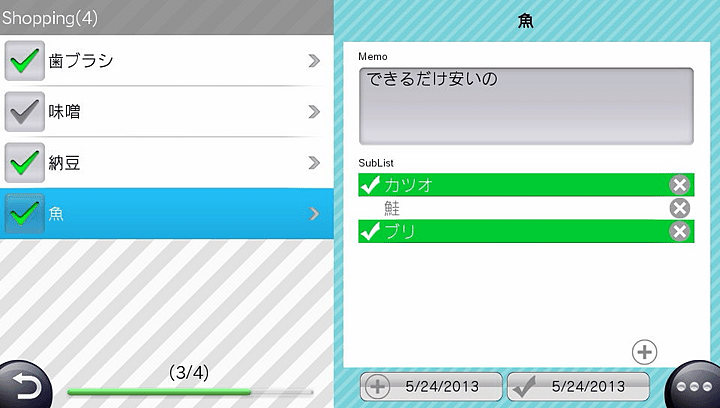 Shopping(4)
歯ブラシ
味噌
納豆
魚
(3/4)
魚
Memo
できるだけ安いの
SubList
カツオ
鮭
ブリ
5/24/2013
5/24/2013